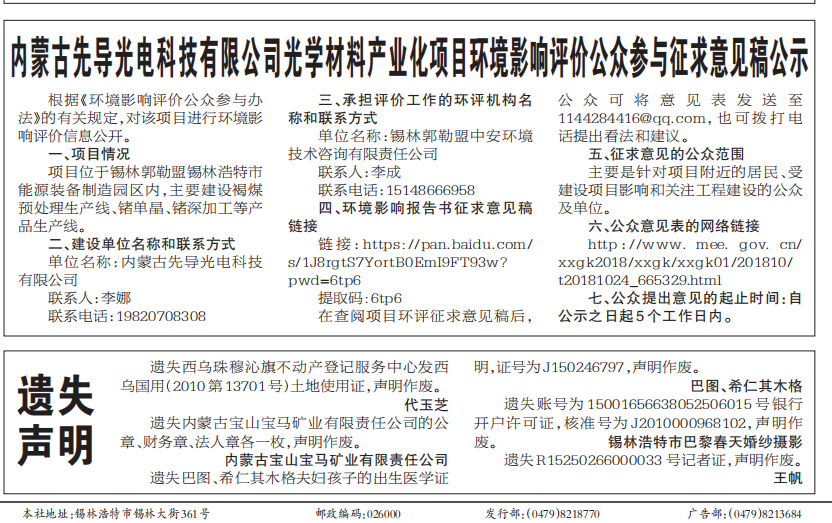 内蒙古先导光电科技有限公司光学材料产业化项目环境影响评价公众参与征求意见稿公示
根据《环境影响评价公众参与办
法》的有关规定,对该项目进行环境影
响评价信息公开。
一、项目情况
项目位于锡林郭勒盟锡林浩特市
能源装备制造园区内,主要建设褐煤
预处理生产线、锗单晶、锗深加工等产
品生产线。
二、建设单位名称和联系方式
单位名称:内蒙古先导光电科技
有限公司
联系人:李娜
联系电话:19820708308
三、承担评价工作的环评机构名
称和联系方式
单位名称:锡林郭勒盟中安环境
技术咨询有限责任公司
联系人:李成
联系电话:15148666958
四、环境影响报告书征求意见稿
链接
链接:https://pan.baidu.com/
s/1J8rgtS7YortB0EmI9FT93w?
pwd=6tp6
提取码:6tp6
在查阅项目环评征求意见稿后,
公众可将意见表发送至
1144284416@qq.com,也可拨打电
话提出看法和建议。
五、征求意见的公众范围
主要是针对项目附近的居民、受
建设项目影响和关注工程建设的公众
及单位。
六、公众意见表的网络链接
http://www.mee.gov.cn/
xxgk2018/xxgk/xxgk01/201810/
t20181024_665329.html
七、公众提出意见的起止时间:自
公示之日起5个工作日内。
遗失
声明
遗失西乌珠穆沁旗不动产登记服务中心发西
乌国用(2010第13701号)土地使用证,声明作废。
代玉芝
遗失内蒙古宝山宝马矿业有限责任公司的公
章、财务章、法人章各一枚,声明作废。
内蒙古宝山宝马矿业有限责任公司
遗失巴图、希仁其木格夫妇孩子的出生医学证
明,证号为J150246797,声明作废。
巴图、希仁其木格
遗失账号为15001656638052506015号银行
开户许可证,核准号为J2010000968102,声明作
废。 锡林浩特市巴黎春天婚纱摄影
遗失R15250266000033号记者证,声明作废。
王帆
本社地址:锡林浩特市锡林大街361号 邮政编码:026000 发行部:(0479)8218770 广告部:(0479)8213684